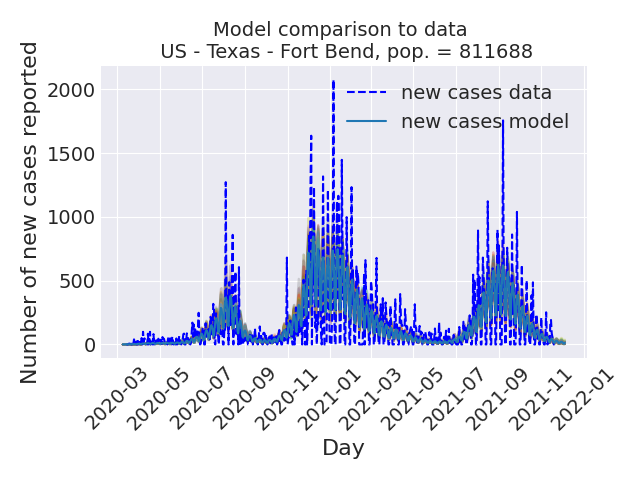 Model comparison to data
US - Texas - Fort Bend, pop. = 811688
Number of new cases reported
2000
1500
1000
500
0
new cases data
new cases model
2020-03
2020-05
2020-07
2020-09
2020-11
2021-01
2021-03
2021-05
2021-07
2021-09
2021-11
2022-01
Day